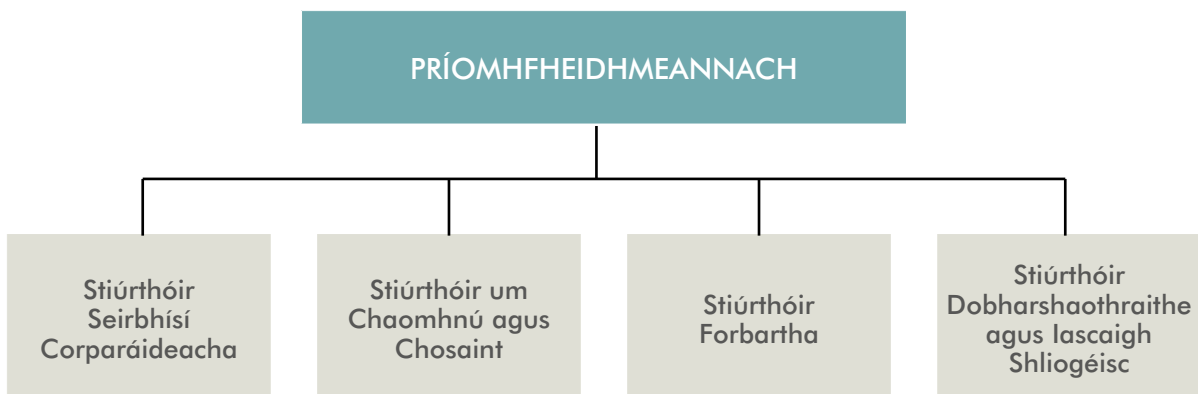 PRÍOMHFHEIDHMEANNACH
Stiúrthóir
Seirbhísí
Corparáideacha
Stiúrthóir um
Chaomhnú agus
Chosaint
Stiúrthóir
Forbartha
Stiúrthóir
Dobharshaothraithe
agus Iascaigh
Shliogéisc